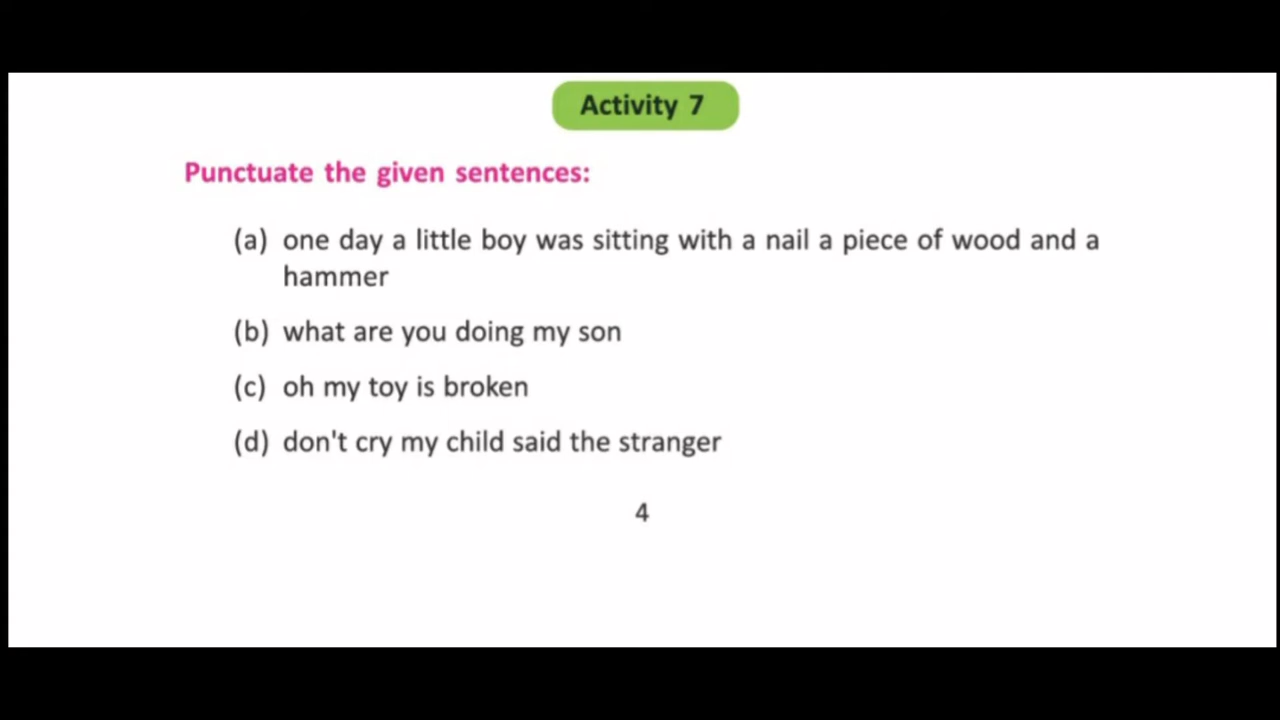 Activity 7
Punctuate the given sentences:
(a) one day a little boy was sitting with a nail a piece of wood and a
hammer
(b) what are you doing my son
(c) oh my toy is broken
(d) don't cry my child said the stranger
4